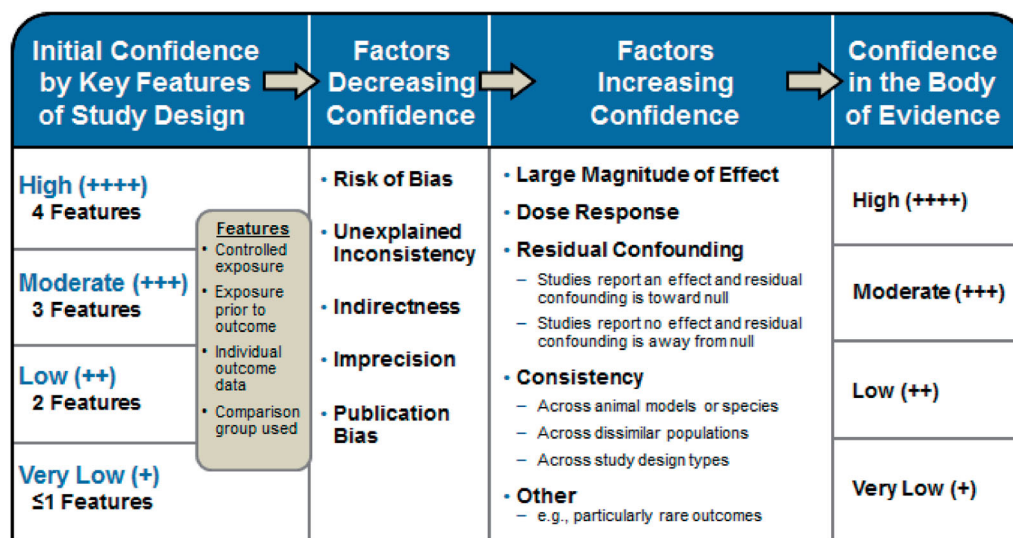 Initial Confidence
by Key Features
of Study Design
Factors
Decreasing
Confidence
Factors
Increasing
Confidence
Confidence
in the Body
of Evidence
High (++++)
4 Features
Moderate (+++)
3 Features
Low (++)
2 Features
Very Low (+)
≤1 Features
Features
• Controlled
exposure
• Exposure
prior to
outcome
• Individual
outcome
data
• Comparison
group used
• Risk of Bias
• Unexplained
Inconsistency
• Indirectness
• Imprecision
• Publication
Bias
• Large Magnitude of Effect
• Dose Response
• Residual Confounding
– Studies report an effect and residual
confounding is toward null
– Studies report no effect and residual
confounding is away from null
• Consistency
– Across animal models or species
– Across dissimilar populations
– Across study design types
• Other
– e.g., particularly rare outcomes
High (++++)
Moderate (+++)
Low (++)
Very Low (+)